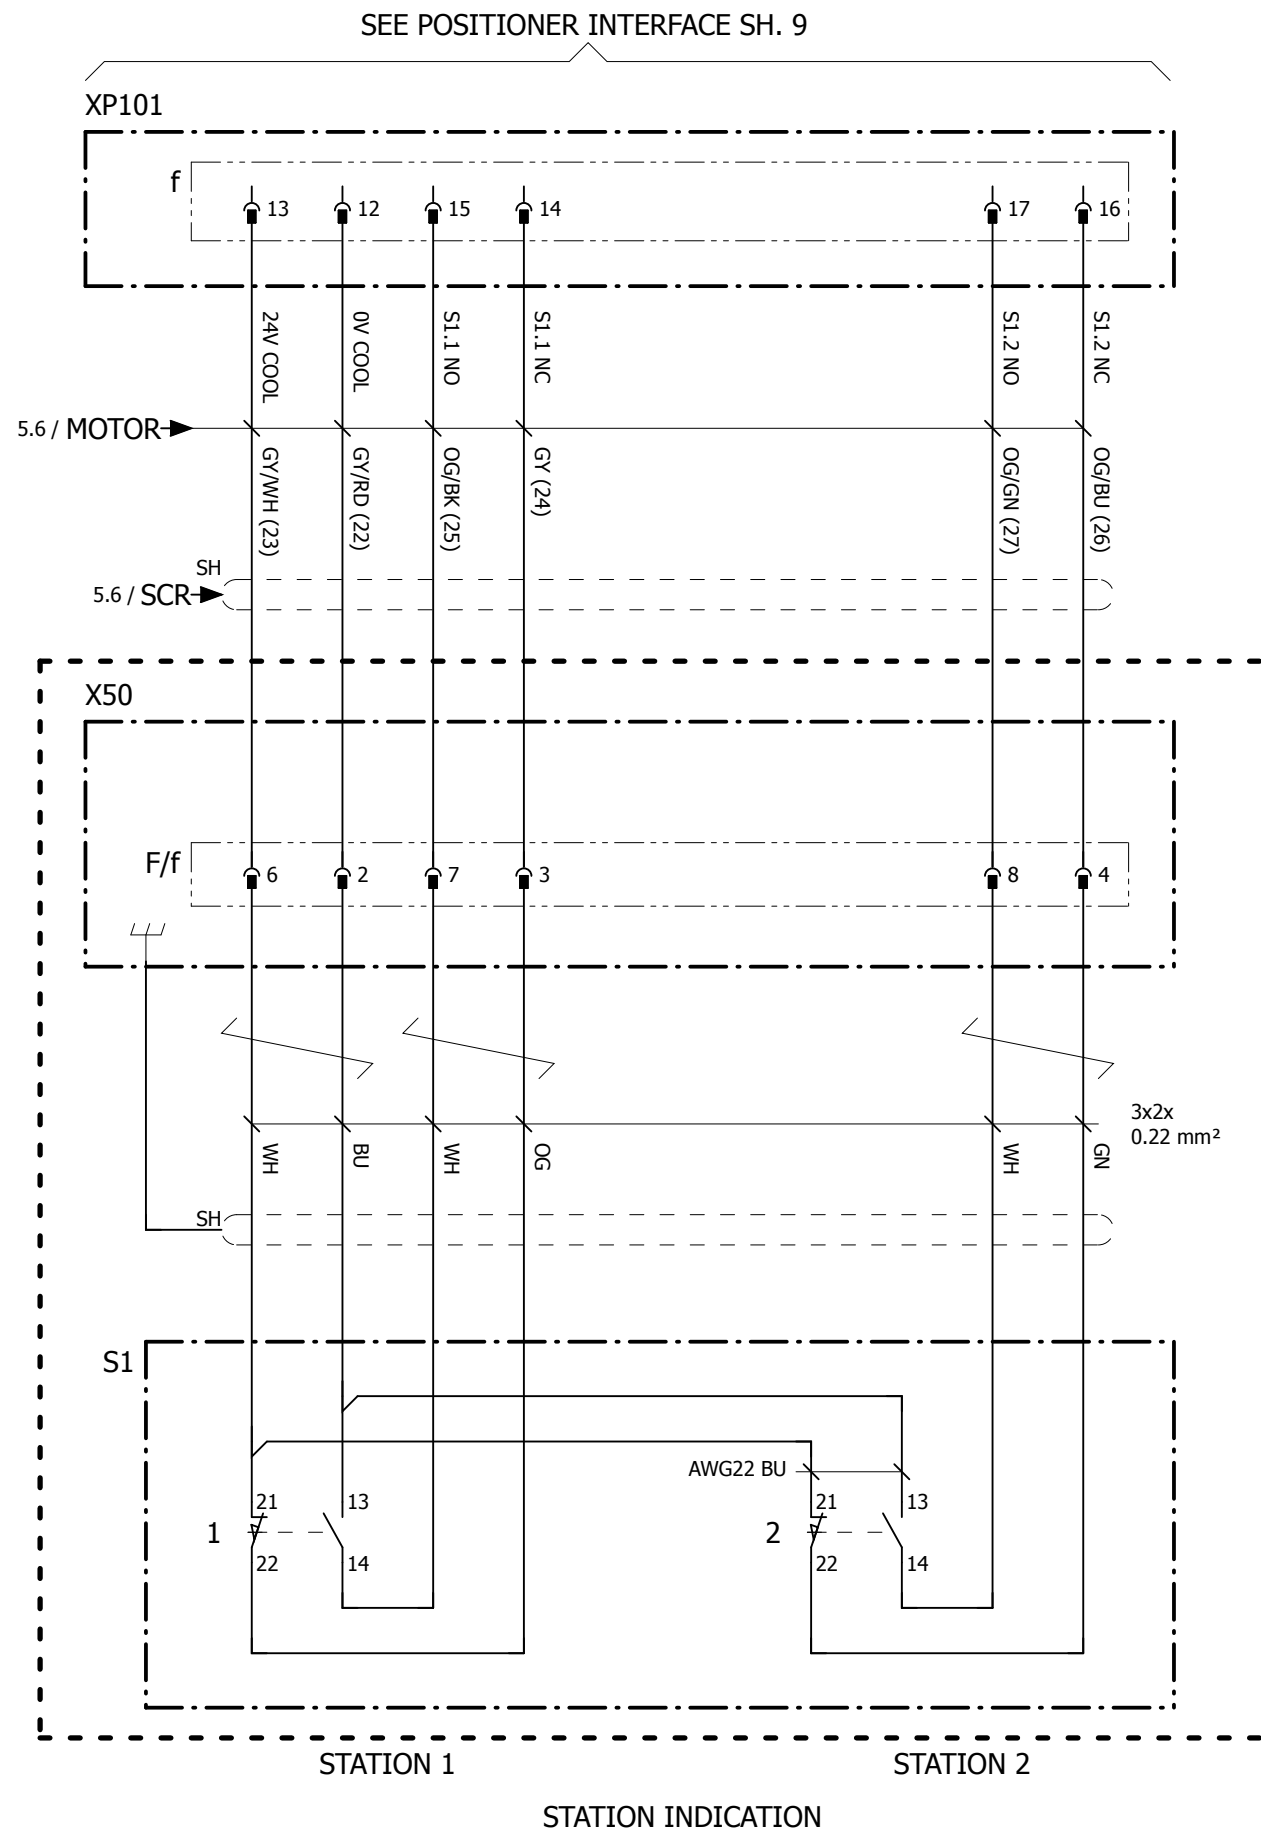 SEE POSITIONER INTERFACE SH. 9
XP101
f
13 12 15 14 17 16
24V COOL
0V COOL
S1.1 NO
S1.1 NC
S1.2 NO
S1.2 NC
5.6 / MOTOR
GY/WH (23)
GY/RD (22)
OG/BK (25)
GY (24)
OG/GN (27)
OG/BU (26)
SH
5.6 / SCR
X50
F/f
6 2 7 3 8 4
3x2x
0.22 mm²
WH
BU
WH
OG
WH
GN
SH
S1
AWG22 BU
21 13 21 13
1 2
22 14 22 14
STATION 1 STATION 2
STATION INDICATION